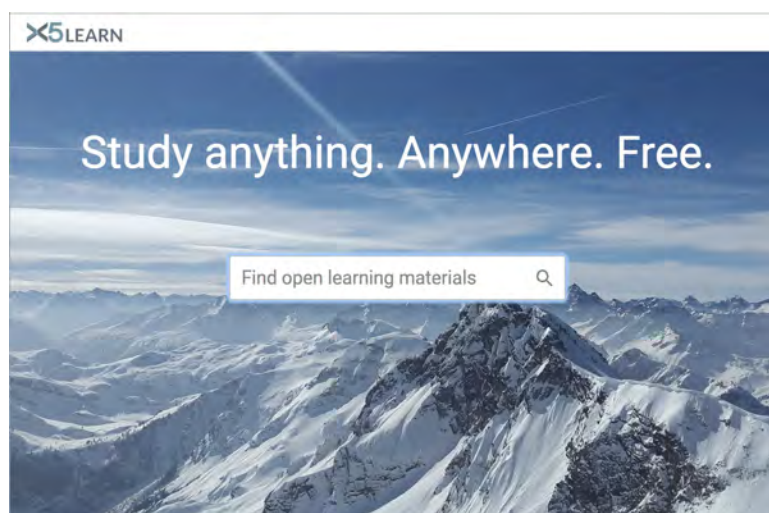 X5LEARN
Study anything. Anywhere. Free.
Find open learning materials